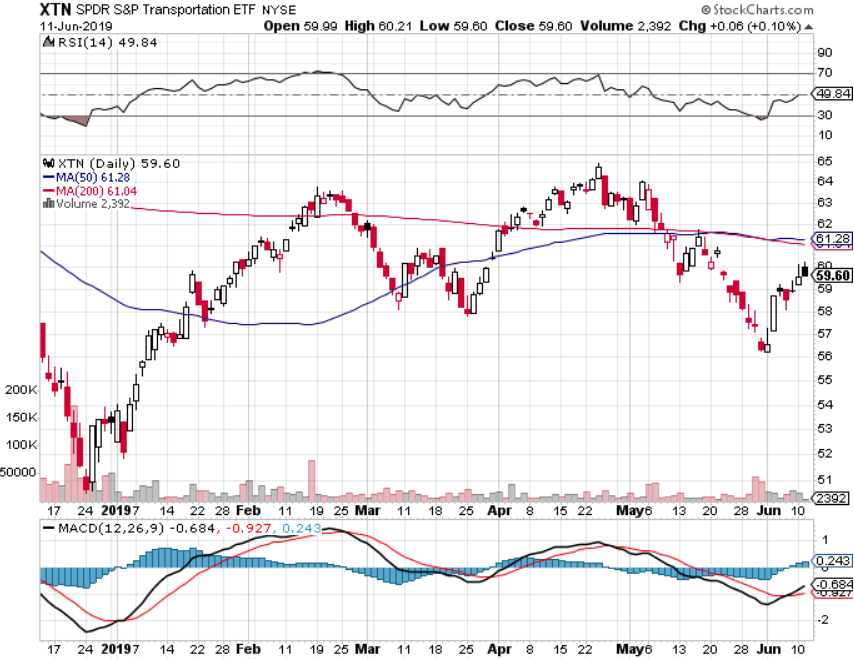 XTN SPDR S&P Transportation ETF NYSE © StockCharts.com
11-Jun-2019 Open 59.99 High 60.21 Low 59.60 Close 59.60 Volume 2,392 Chg +0.06 (+0.10%)
RSI(14) 49.84
90
70
49.84
30
10
XTN (Daily) 59.60
MA(50) 61.28
MA(200) 61.04
Volume 2,392
65
64
63
62
61.28
60
59.60
59
58
57
56
55
54
53
52
51
200K
150K
100K
50000
2392
17 24 2019 7 14 22 28 Feb 11 19 25 Mar 11 18 25 Apr 8 15 22 May 6 13 20 28 Jun 10
MACD(12,26,9) -0.684, -0.927, 0.243
1
0.243
-0.684
-0.927
-2
17 24 2019 7 14 22 28 Feb 11 19 25 Mar 11 18 25 Apr 8 15 22 May 6 13 20 28 Jun 10